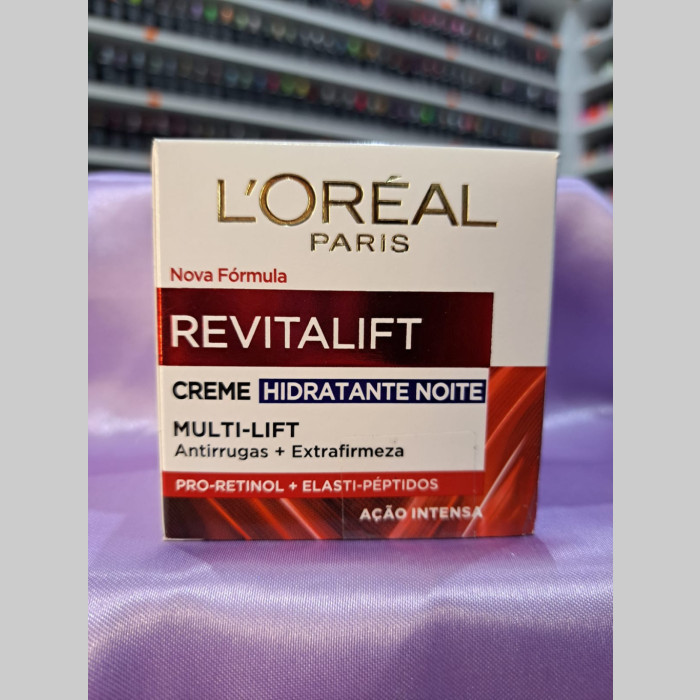 L'ORÉAL
PARIS
Nova Fórmula
REVITALIFT
CREME HIDRATANTE NOITE
MULTI-LIFT
Antirrugas + Extrafirmeza
PRO-RETINOL + ELASTI-PÉPTIDOS
AÇÃO INTENSA